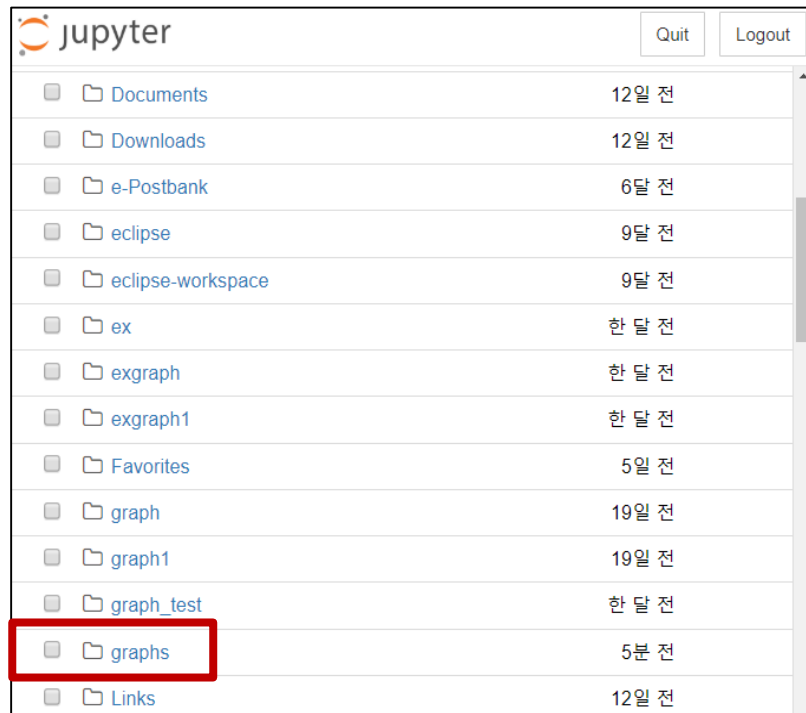 jupyter Quit Logout
Documents 12일 전
Downloads 12일 전
e-Postbank 6달 전
eclipse 9달 전
eclipse-workspace 9달 전
ex 한 달 전
exgraph 한 달 전
exgraph1 한 달 전
Favorites 5일 전
graph 19일 전
graph1 19일 전
graph_test 한 달 전
graphs 5분 전
Links 12일 전